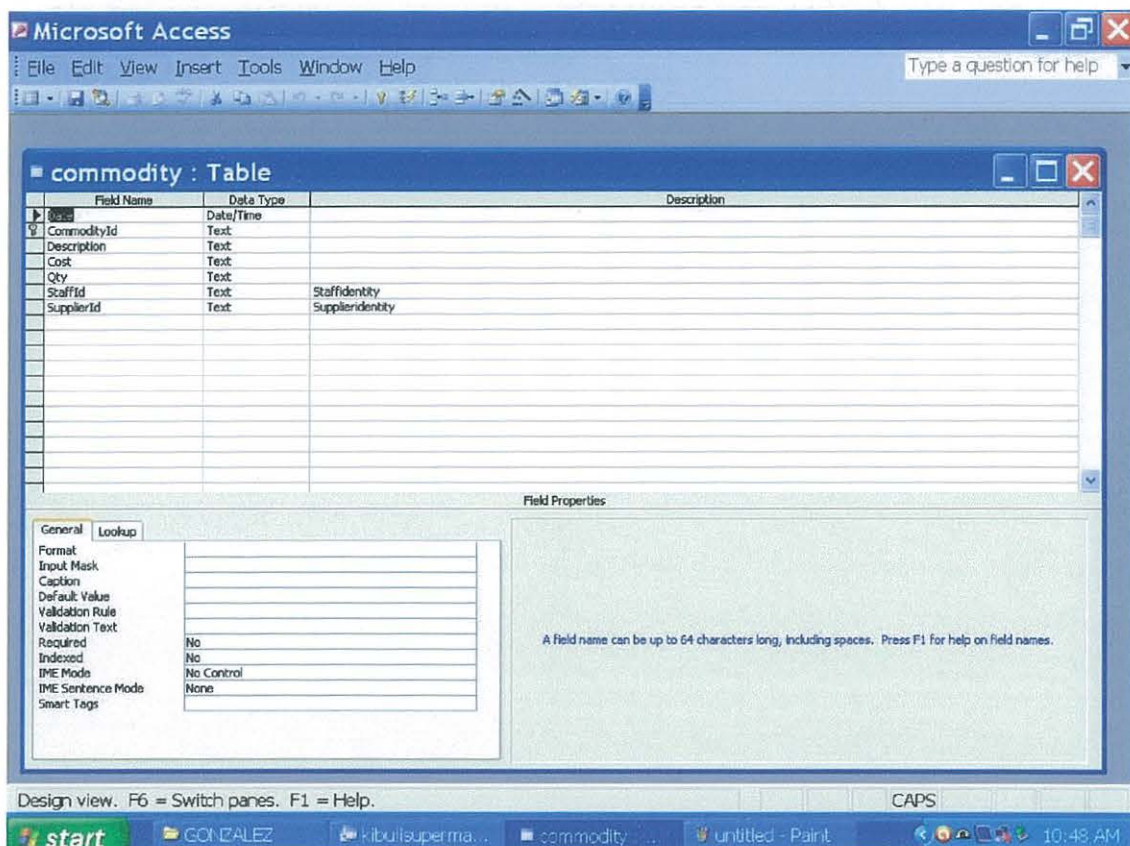 Microsoft Access
File Edit View Insert Tools Window Help Type a question for help
commodity : Table
Field Name Data Type Description
Date Date/Time
CommodityId Text
Description Text
Cost Text
Qty Text
StaffId Text Staffidentity
SupplierId Text Supplieridentity
Field Properties
General Lookup
Format
Input Mask
Caption
Default Value
Validation Rule
Validation Text
Required No
Indexed No
IME Mode No Control
IME Sentence Mode None
Smart Tags
A field name can be up to 64 characters long, including spaces. Press F1 for help on field names.
Design view. F6 = Switch panes. F1 = Help. CAPS
start GONZALEZ kibulisuperma... commodity ... untitled - Paint 10:48 AM